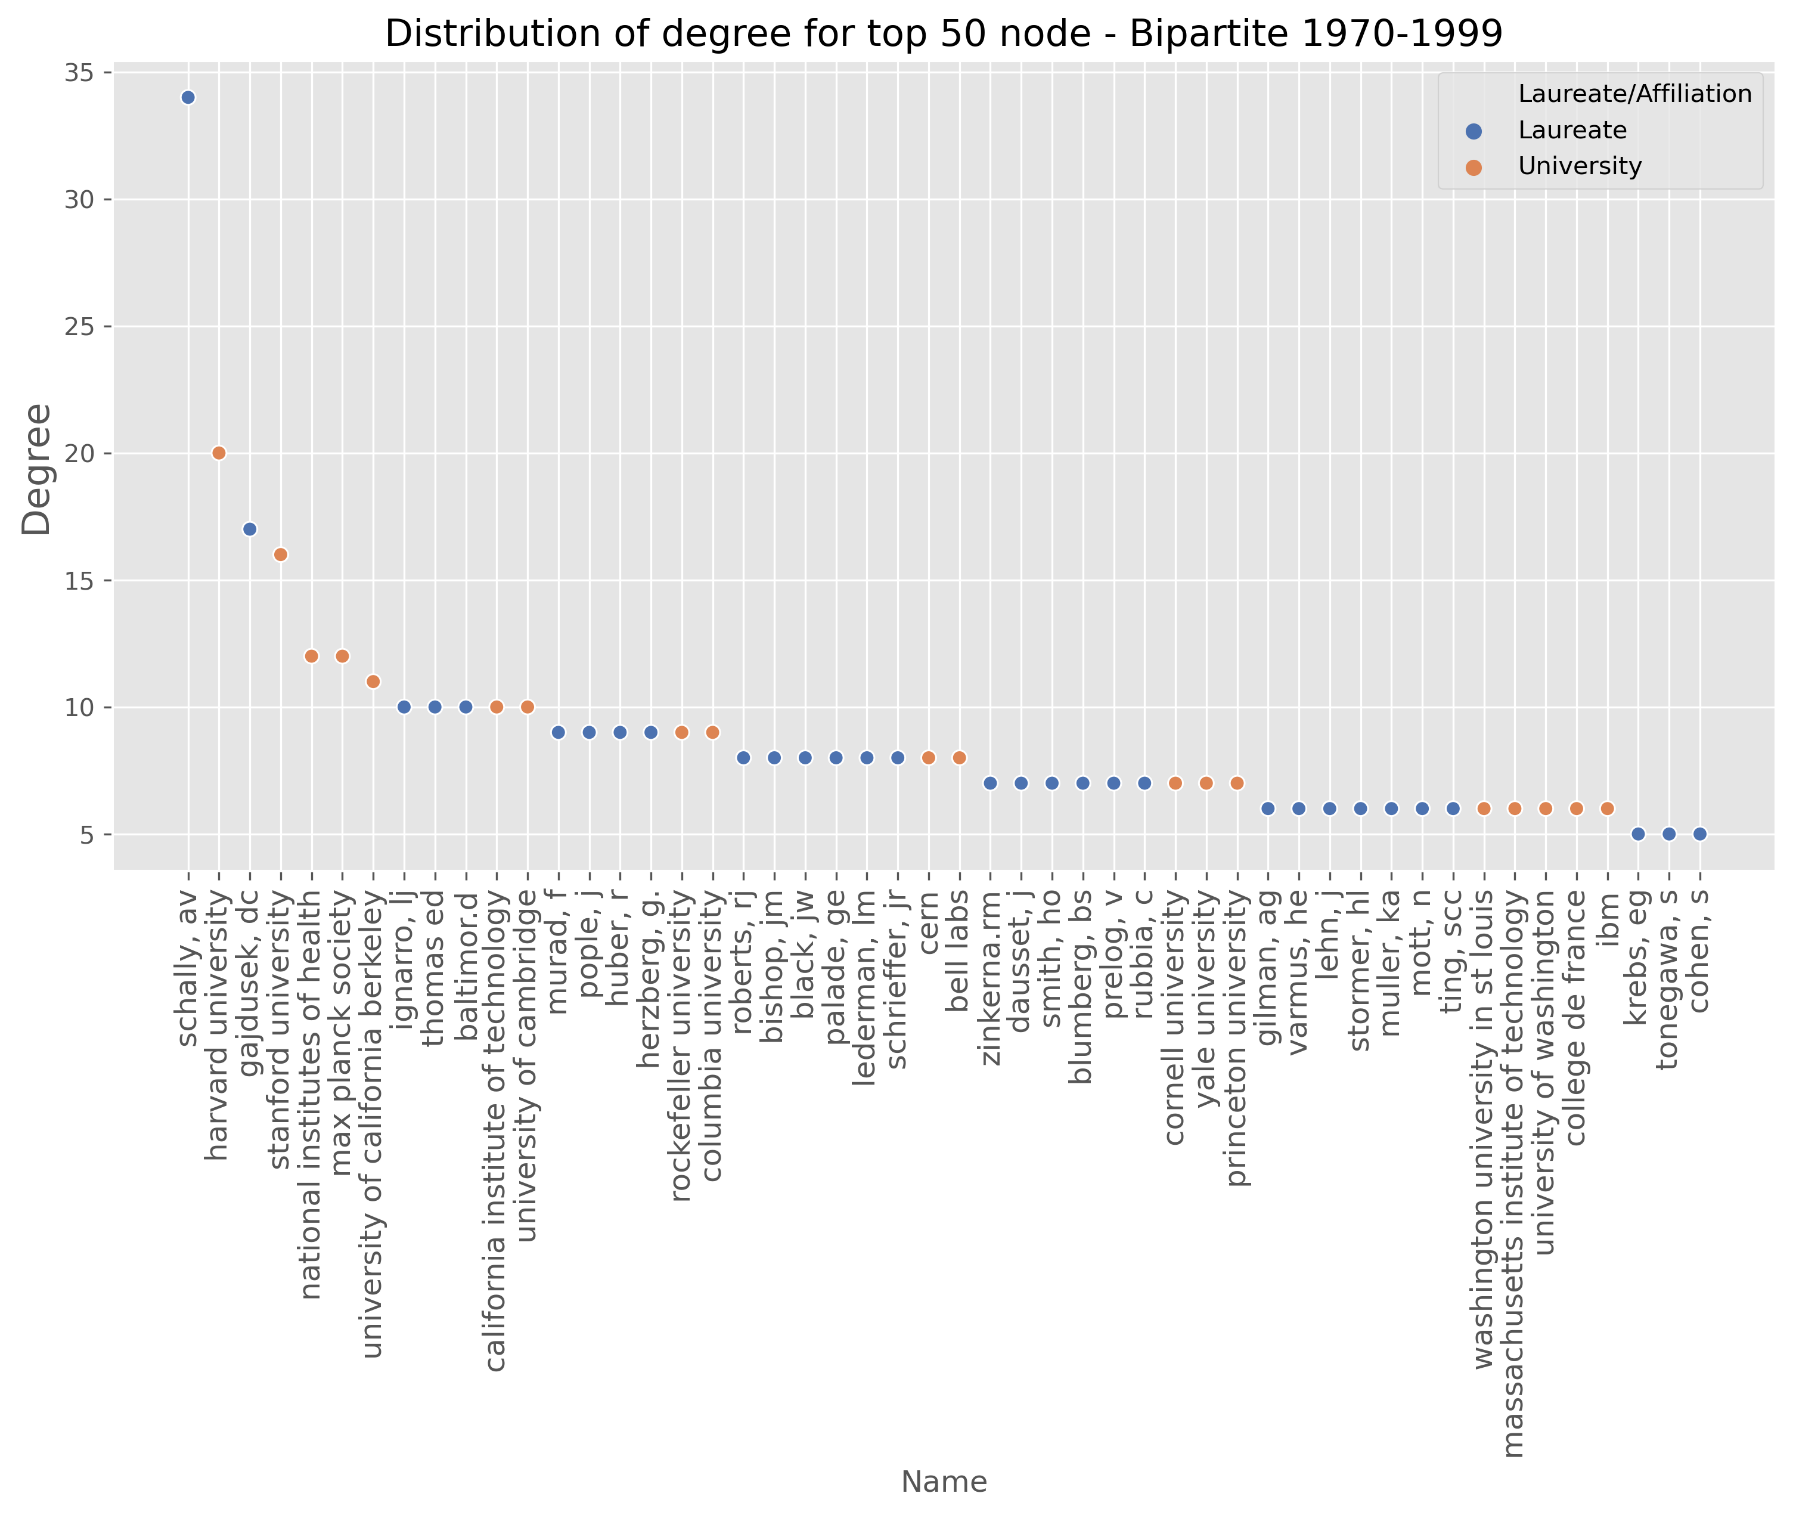 Distribution of degree for top 50 node - Bipartite 1970-1999
Laureate/Affiliation
Laureate
University
35
30
25
20
15
10
5
Degree
schally, av
harvard university
gajdusek, dc
stanford university
national institutes of health
max planck society
university of california berkeley
ignarro, lj
thomas ed
baltimor.d
california institute of technology
university of cambridge
murad, f
pople, j
huber, r
herzberg, g.
rockefeller university
columbia university
roberts, rj
bishop, jm
black, jw
palade, ge
lederman, lm
schrieffer, jr
cern
bell labs
zinkerna.rm
dausset, j
smith, ho
blumberg, bs
prelog, v
rubbia, c
cornell university
yale university
princeton university
gilman, ag
varmus, he
lehn, j
stormer, hl
muller, ka
mott, n
ting, scc
washington university in st louis
massachusetts institute of technology
university of washington
college de france
ibm
krebs, eg
tonegawa, s
cohen, s
Name